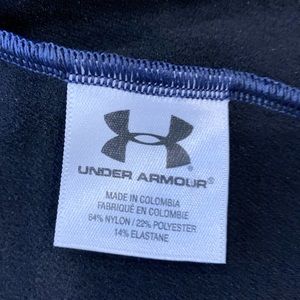 UNDER ARMOUR®
MADE IN COLOMBIA
FABRIQUÉ EN COLOMBIE
64% NYLON / 22% POLYESTER
14% ELASTANE